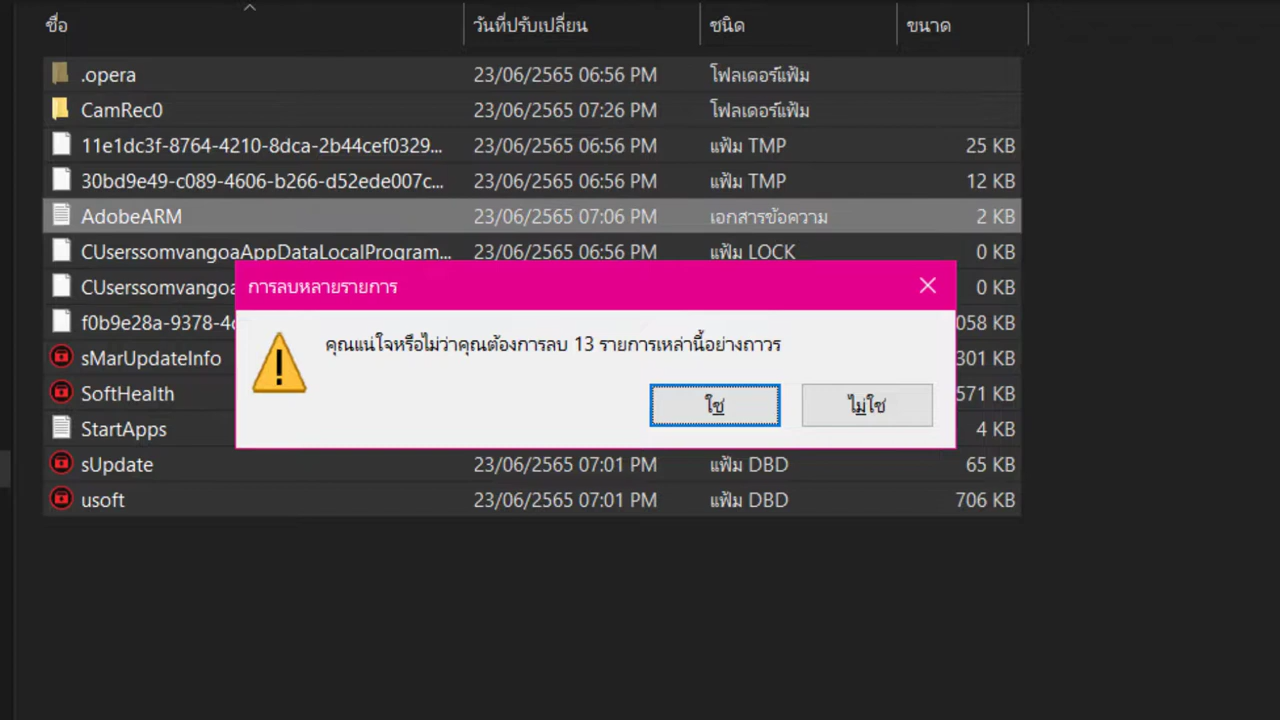 ชื่อ วันที่ปรับเปลี่ยน ชนิด ขนาด
.opera 23/06/2565 06:56 PM โฟลเดอร์แฟ้ม
CamRec0 23/06/2565 07:26 PM โฟลเดอร์แฟ้ม
11e1dc3f-8764-4210-8dca-2b44cef0329... 23/06/2565 06:56 PM แฟ้ม TMP 25 KB
30bd9e49-c089-4606-b266-d52ede007c... 23/06/2565 06:56 PM แฟ้ม TMP 12 KB
AdobeARM 23/06/2565 07:06 PM เอกสารข้อความ 2 KB
CUserssomvangoaAppDataLocalProgram... 23/06/2565 06:56 PM แฟ้ม LOCK 0 KB
CUserssomvangoa 0 KB
f0b9e28a-9378-4 058 KB
sMarUpdateInfo 301 KB
SoftHealth 571 KB
StartApps 4 KB
sUpdate 23/06/2565 07:01 PM แฟ้ม DBD 65 KB
usoft 23/06/2565 07:01 PM แฟ้ม DBD 706 KB
การลบหลายรายการ
คุณแน่ใจหรือไม่ว่าคุณต้องการลบ 13 รายการเหล่านี้อย่างถาวร
ใช่ ไม่ใช่